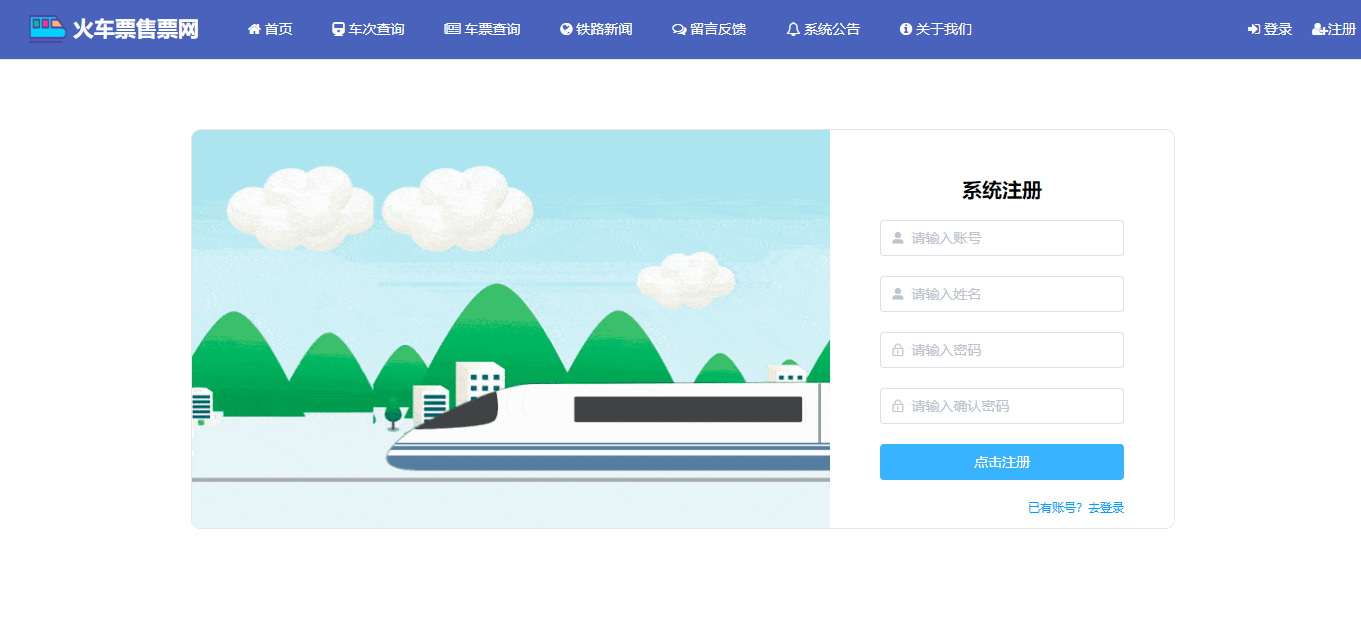 火车票售票网 首页 车次查询 车票查询 铁路新闻 留言反馈 系统公告 关于我们 登录 注册
系统注册
请输入账号
请输入姓名
请输入密码
请输入确认密码
点击注册
已有账号？去登录